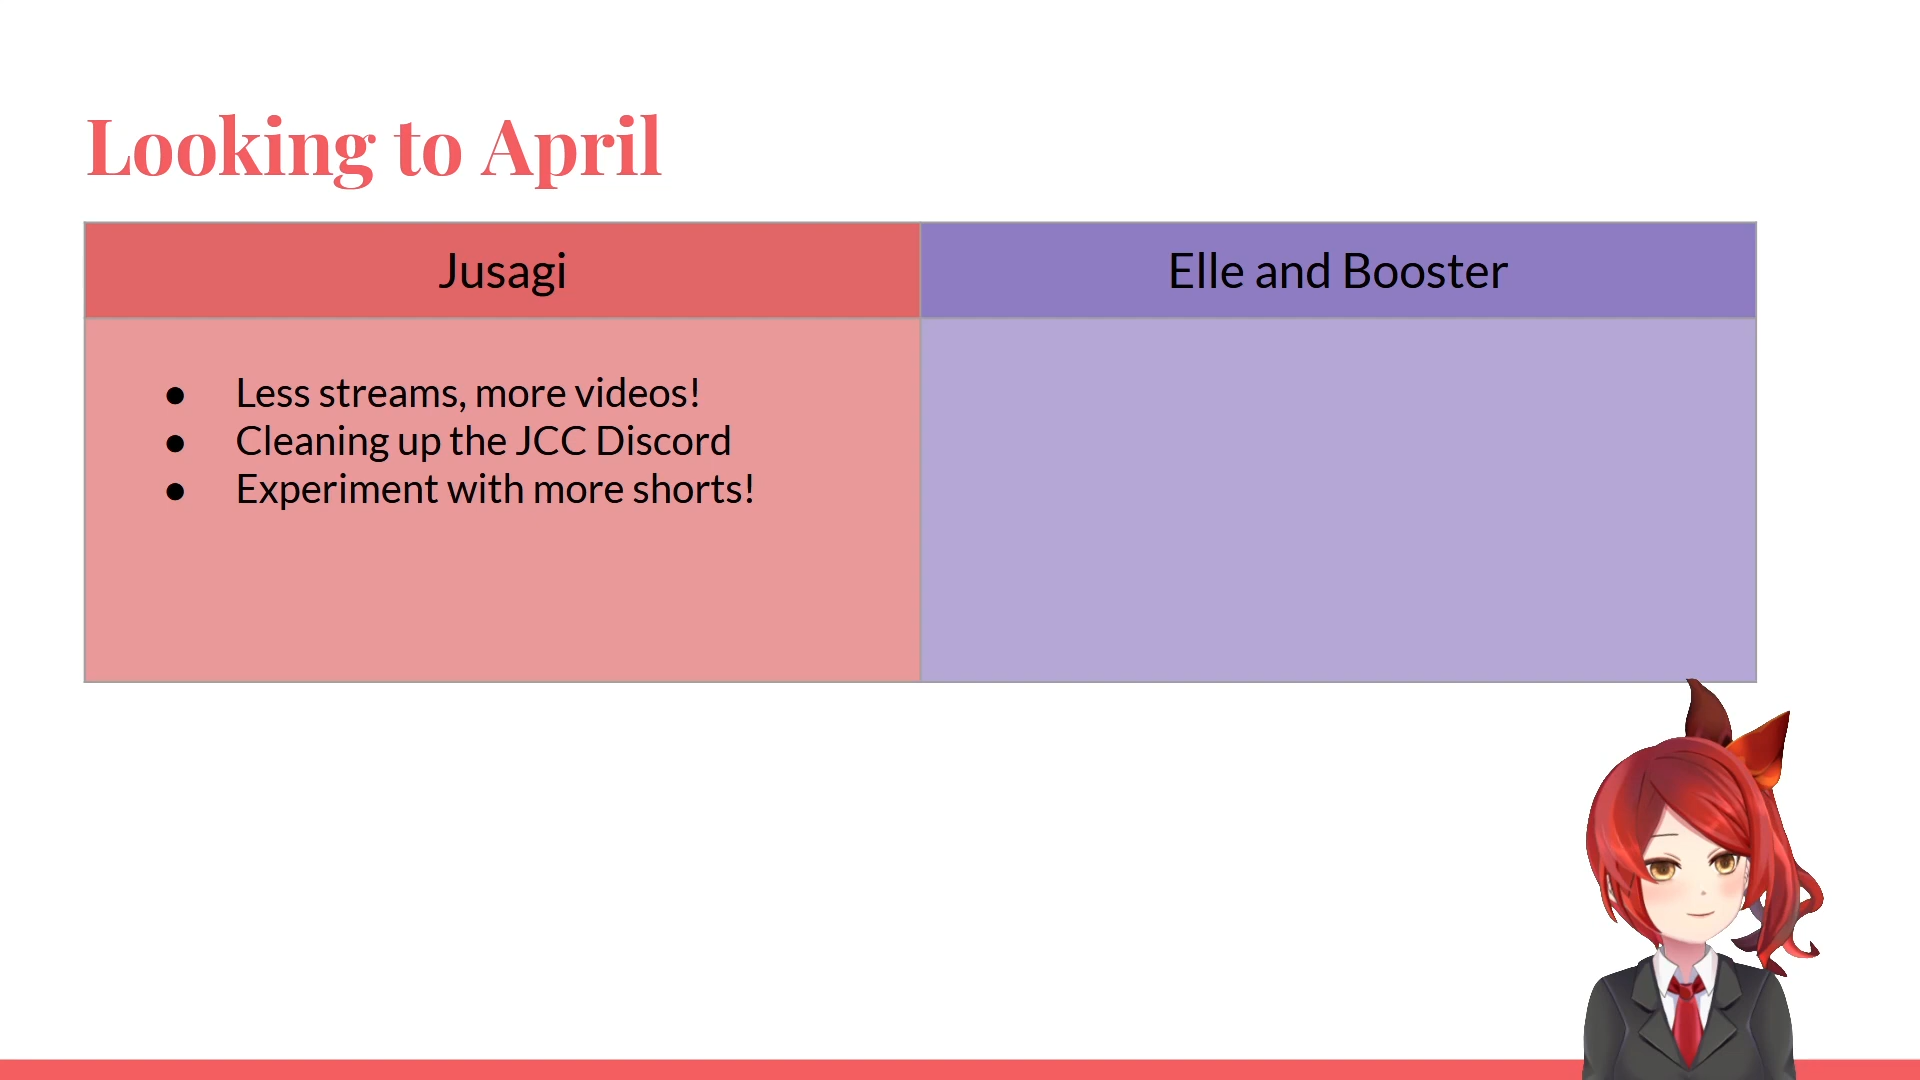 Looking to April
Jusagi
Elle and Booster
● Less streams, more videos!
● Cleaning up the JCC Discord
● Experiment with more shorts!